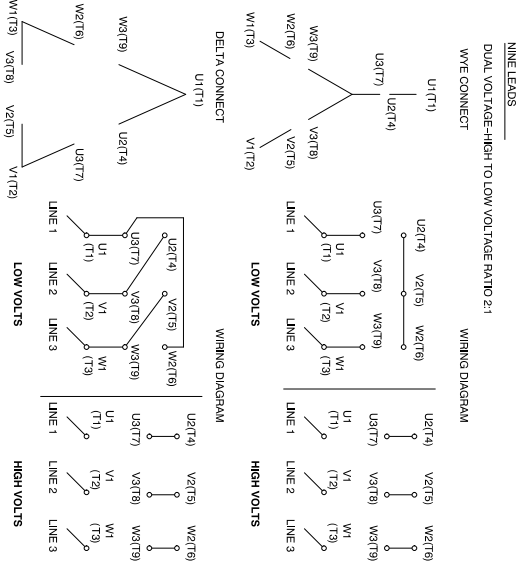 NINE LEADS
DUAL VOLTAGE-HIGH TO LOW VOLTAGE RATIO 2:1
WYE CONNECT
WIRING DIAGRAM
U1(T1)
U3(T7)
U2(T4)
W3(T9)
W2(T6)
W1(T3)
V3(T8)
V2(T5)
V1(T2)
U2(T4) V2(T5) W2(T6)
U3(T7) V3(T8) W3(T9)
U1 V1 W1
(T1) (T2) (T3)
LINE 1 LINE 2 LINE 3
LOW VOLTS
U2(T4) V2(T5) W2(T6)
U3(T7) V3(T8) W3(T9)
U1 V1 W1
(T1) (T2) (T3)
LINE 1 LINE 2 LINE 3
HIGH VOLTS
DELTA CONNECT
WIRING DIAGRAM
U1(T1)
W3(T9)
U2(T4)
W2(T6)
U3(T7)
W1(T3)
V3(T8)
V2(T5)
V1(T2)
U2(T4) V2(T5) W2(T6)
U3(T7) V3(T8) W3(T9)
U1 V1 W1
(T1) (T2) (T3)
LINE 1 LINE 2 LINE 3
LOW VOLTS
U2(T4) V2(T5) W2(T6)
U3(T7) V3(T8) W3(T9)
U1 V1 W1
(T1) (T2) (T3)
LINE 1 LINE 2 LINE 3
HIGH VOLTS